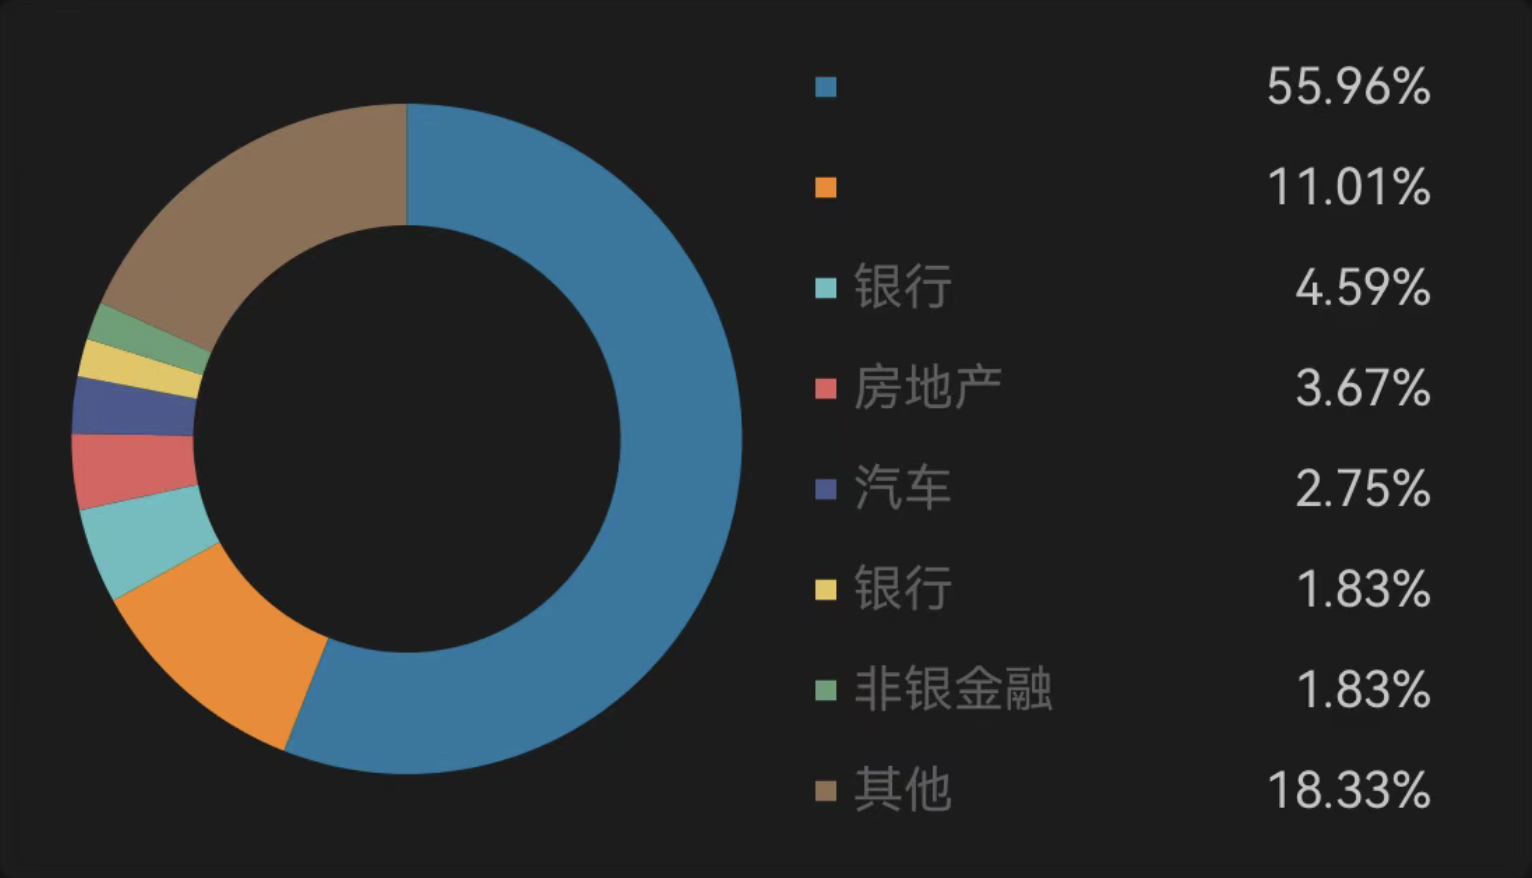 55.96%
11.01%
银行 4.59%
房地产 3.67%
汽车 2.75%
银行 1.83%
非银金融 1.83%
其他 18.33%